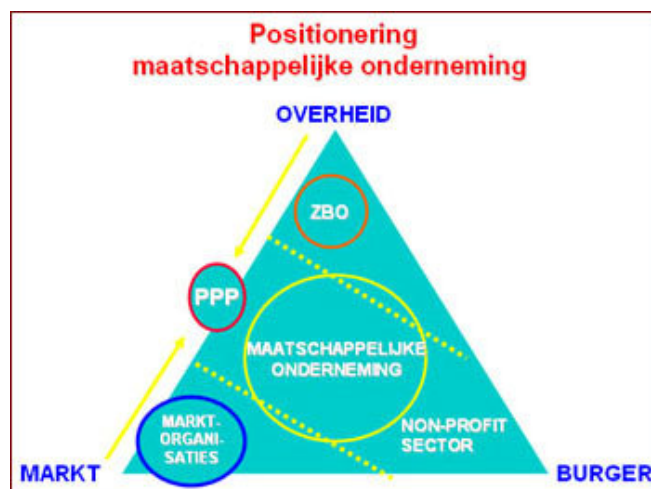 Positionering
maatschappelijke onderneming
OVERHEID
ZBO
PPP
MAATSCHAPPELIJKE
ONDERNEMING
MARKT-
ORGANI-
SATIES
NON-PROFIT
SECTOR
MARKT
BURGER